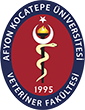 AFYON KOCATEPE ÜNİVERSİTESİ
1995
VETERİNER FAKÜLTESİ